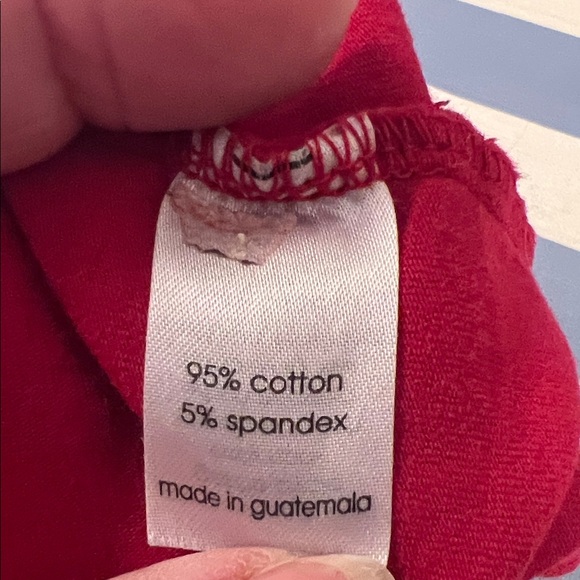 95% cotton
5% spandex
made in guatemala